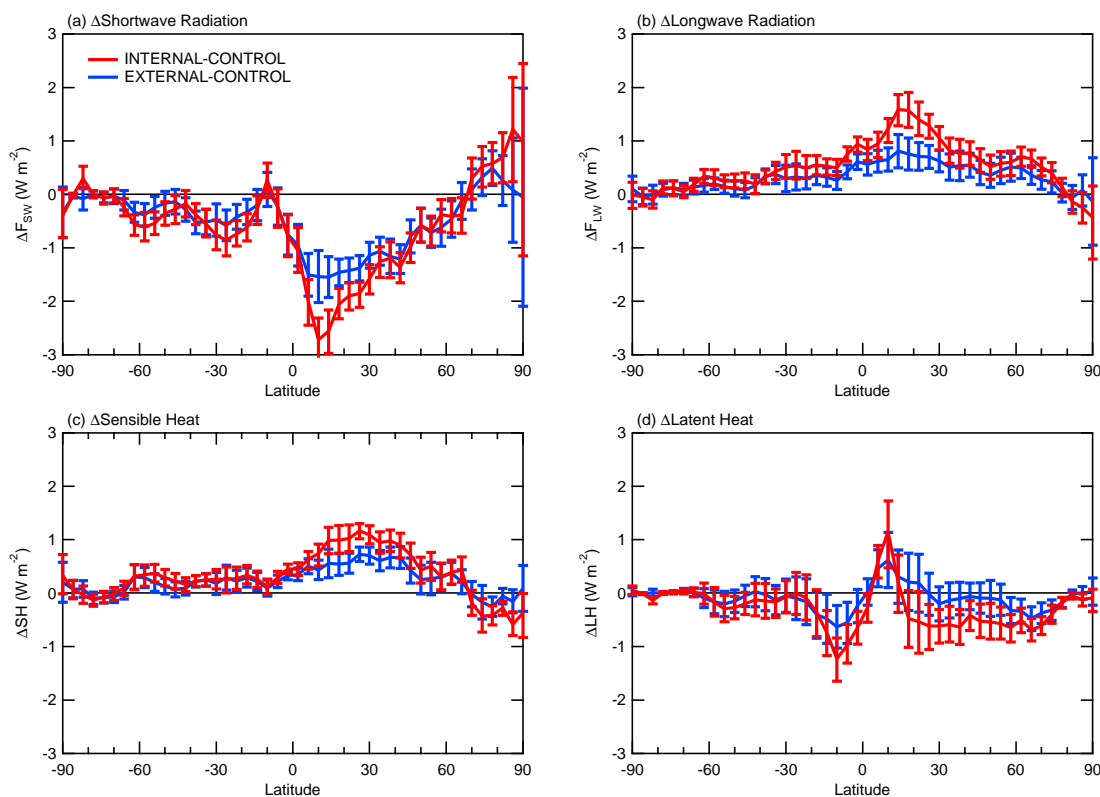 (a) ΔShortwave Radiation
3
2
1
0
-1
-2
-3
ΔF_SW (W m-2)
INTERNAL-CONTROL
EXTERNAL-CONTROL
-90 -60 -30 0 30 60 90
Latitude
(b) ΔLongwave Radiation
3
2
1
0
-1
-2
-3
ΔF_LW (W m-2)
-90 -60 -30 0 30 60 90
Latitude
(c) ΔSensible Heat
3
2
1
0
-1
-2
-3
ΔSH (W m-2)
-90 -60 -30 0 30 60 90
Latitude
(d) ΔLatent Heat
3
2
1
0
-1
-2
-3
ΔLH (W m-2)
-90 -60 -30 0 30 60 90
Latitude